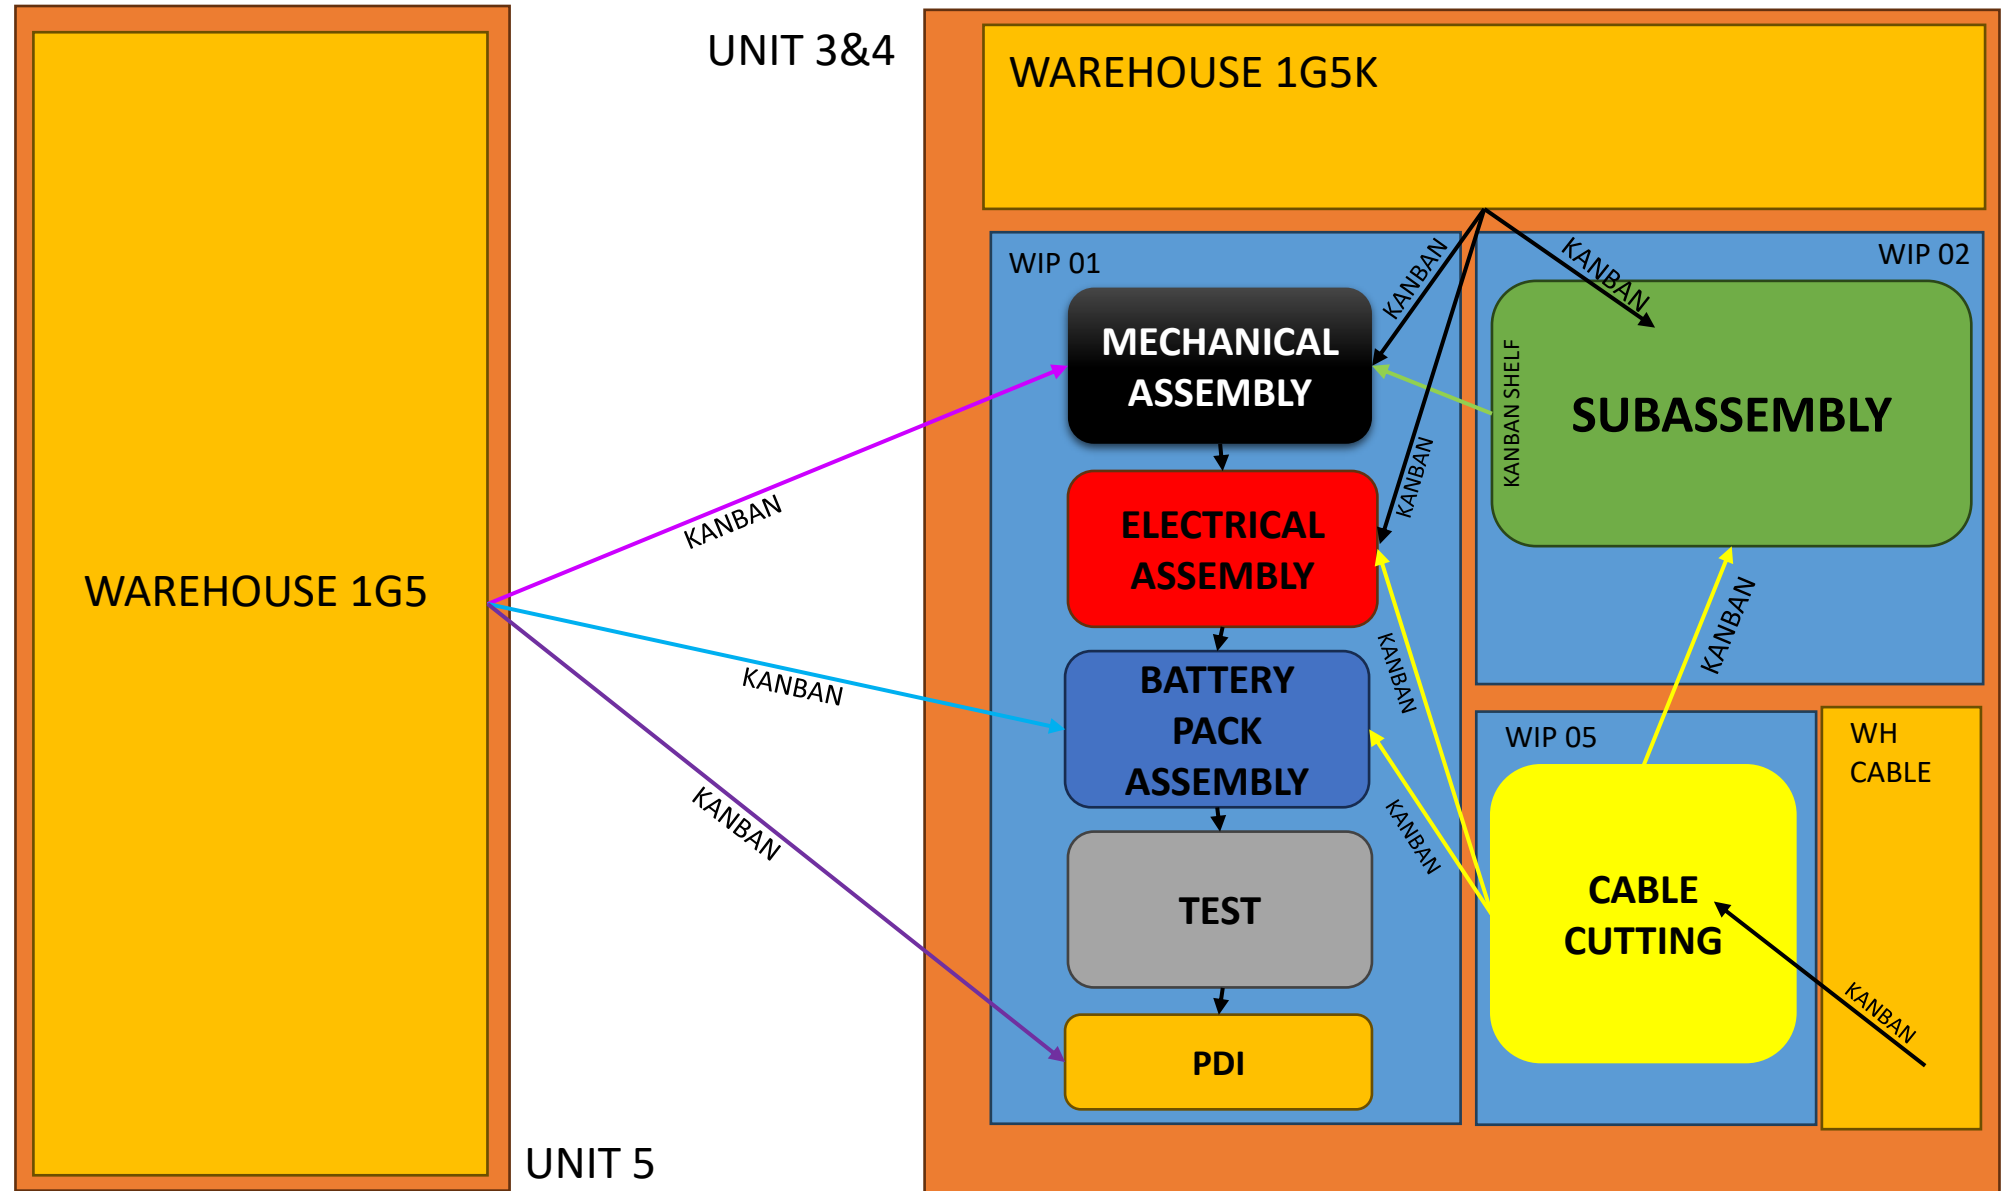 UNIT 3&4
WAREHOUSE 1G5K
WAREHOUSE 1G5
UNIT 5
WIP 01
WIP 02
MECHANICAL
ASSEMBLY
ELECTRICAL
ASSEMBLY
BATTERY
PACK
ASSEMBLY
TEST
PDI
KANBAN SHELF
SUBASSEMBLY
WIP 05
CABLE
CUTTING
WH
CABLE
KANBAN
KANBAN
KANBAN
KANBAN
KANBAN
KANBAN
KANBAN
KANBAN
KANBAN
KANBAN